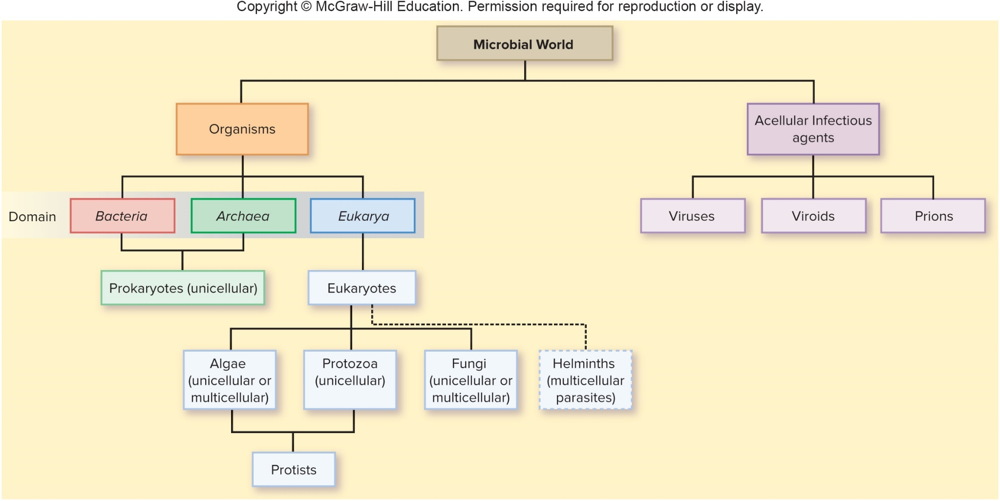 Copyright © McGraw-Hill Education. Permission required for reproduction or display.
Microbial World
Organisms
Acellular Infectious
agents
Domain
Bacteria
Archaea
Eukarya
Viruses
Viroids
Prions
Prokaryotes (unicellular)
Eukaryotes
Algae
(unicellular or
multicellular)
Protozoa
(unicellular)
Fungi
(unicellular or
multicellular)
Helminths
(multicellular
parasites)
Protists